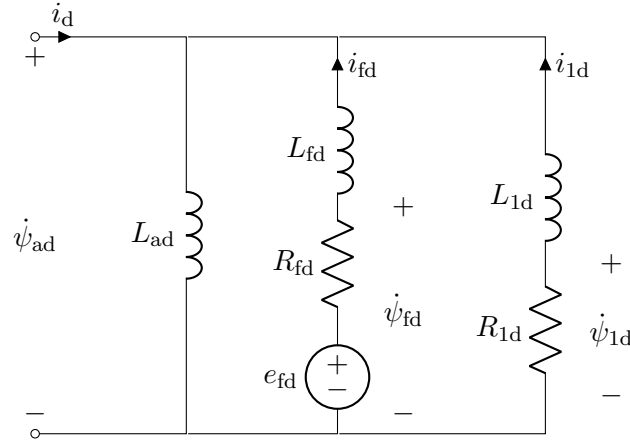 i_d
+
i_fd
i_1d
L_fd
L_1d
+
ψ̇_ad
L_ad
R_fd
+
ψ̇_fd
R_1d
ψ̇_1d
e_fd
+
−
−
−
−